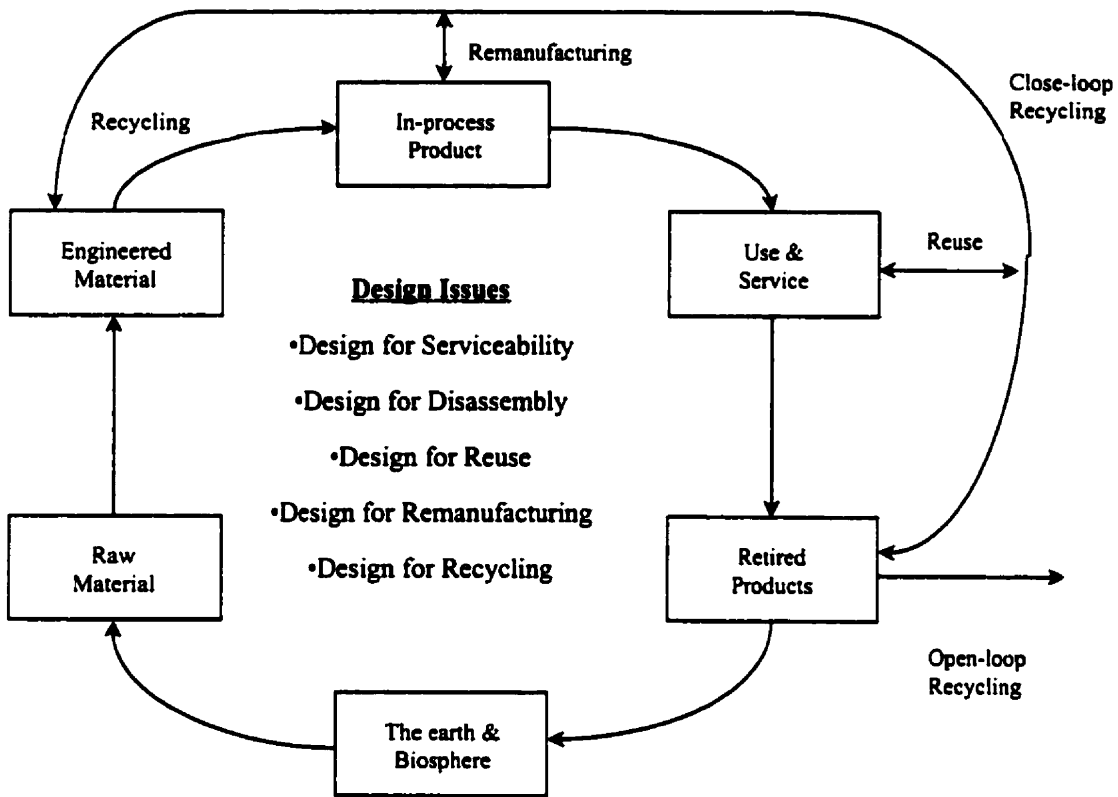 Remanufacturing
Close-loop
Recycling
Recycling
In-process
Product
Engineered
Material
Use &
Service
Reuse
Design Issues
•Design for Serviceability
•Design for Disassembly
•Design for Reuse
•Design for Remanufacturing
•Design for Recycling
Raw
Material
Retired
Products
Open-loop
Recycling
The earth &
Biosphere